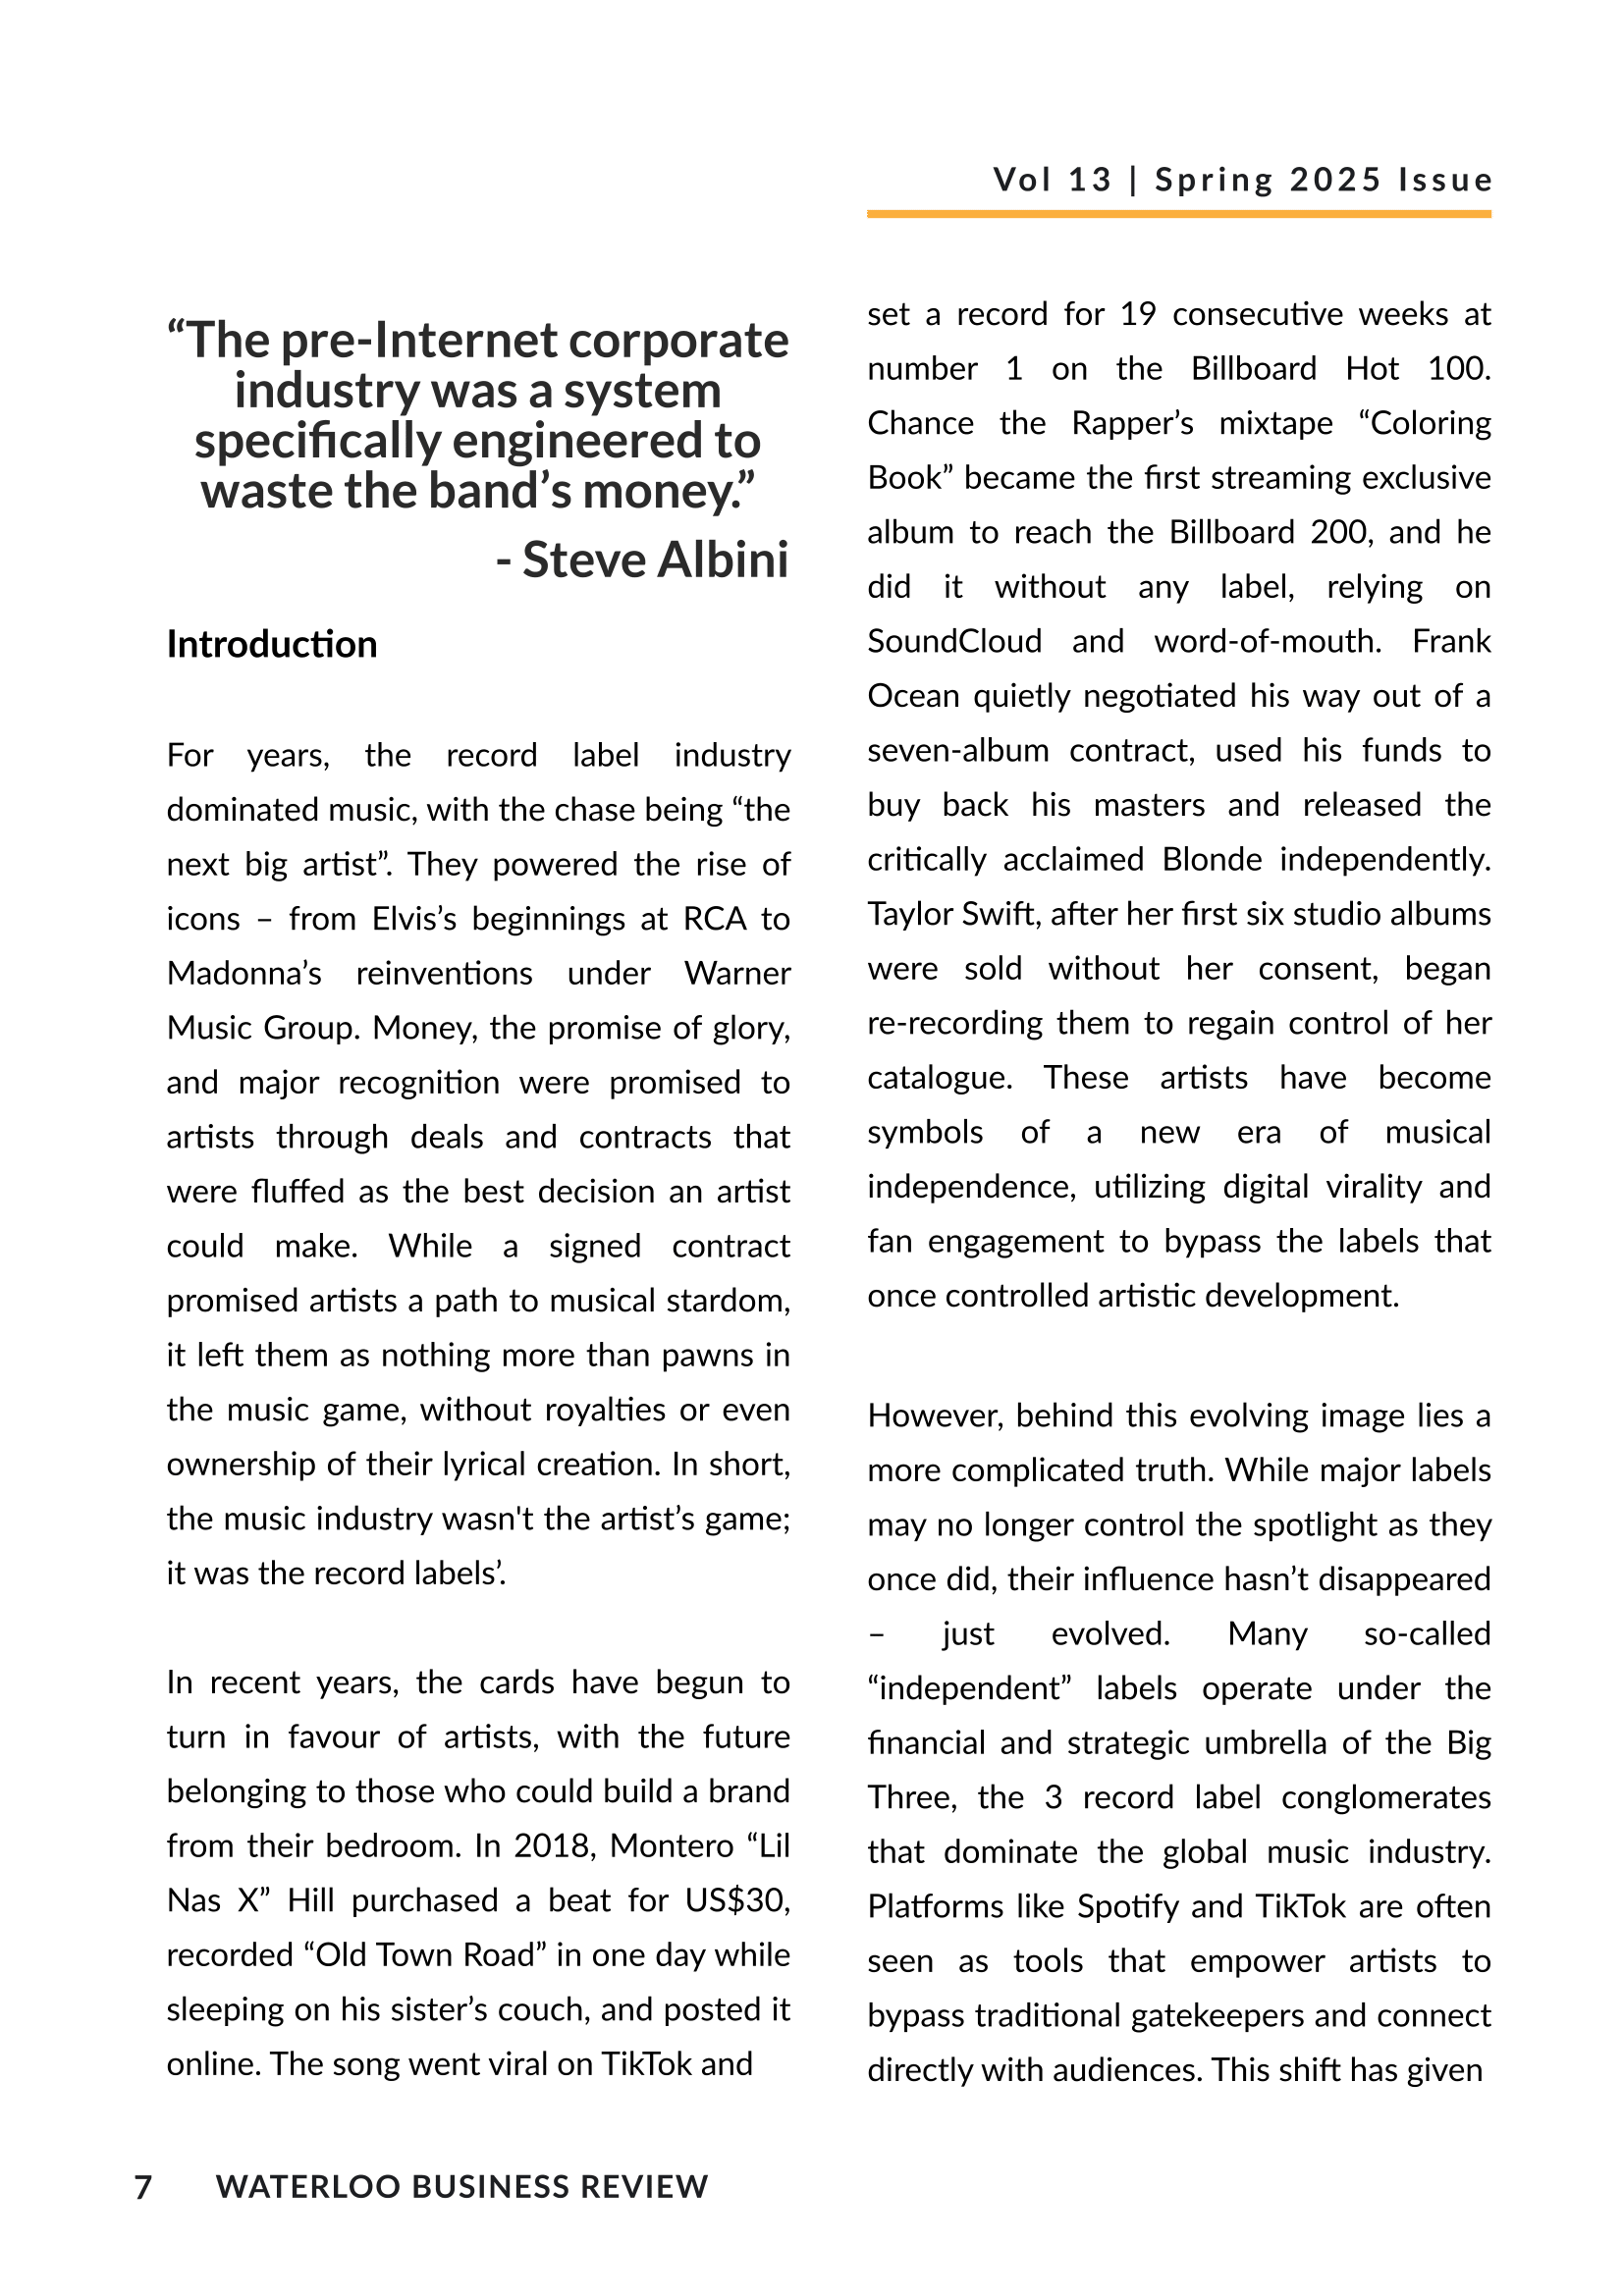 Vol 13 | Spring 2025 Issue
“The pre-Internet corporate
industry was a system
specifically engineered to
waste the band’s money.”
- Steve Albini
Introduction
For years, the record label industry
dominated music, with the chase being “the
next big artist”. They powered the rise of
icons – from Elvis’s beginnings at RCA to
Madonna’s reinventions under Warner
Music Group. Money, the promise of glory,
and major recognition were promised to
artists through deals and contracts that
were fluffed as the best decision an artist
could make. While a signed contract
promised artists a path to musical stardom,
it left them as nothing more than pawns in
the music game, without royalties or even
ownership of their lyrical creation. In short,
the music industry wasn't the artist’s game;
it was the record labels’.
In recent years, the cards have begun to
turn in favour of artists, with the future
belonging to those who could build a brand
from their bedroom. In 2018, Montero “Lil
Nas X” Hill purchased a beat for US$30,
recorded “Old Town Road” in one day while
sleeping on his sister’s couch, and posted it
online. The song went viral on TikTok and
set a record for 19 consecutive weeks at
number 1 on the Billboard Hot 100.
Chance the Rapper’s mixtape “Coloring
Book” became the first streaming exclusive
album to reach the Billboard 200, and he
did it without any label, relying on
SoundCloud and word-of-mouth. Frank
Ocean quietly negotiated his way out of a
seven-album contract, used his funds to
buy back his masters and released the
critically acclaimed Blonde independently.
Taylor Swift, after her first six studio albums
were sold without her consent, began
re-recording them to regain control of her
catalogue. These artists have become
symbols of a new era of musical
independence, utilizing digital virality and
fan engagement to bypass the labels that
once controlled artistic development.
However, behind this evolving image lies a
more complicated truth. While major labels
may no longer control the spotlight as they
once did, their influence hasn’t disappeared
– just evolved. Many so-called
“independent” labels operate under the
financial and strategic umbrella of the Big
Three, the 3 record label conglomerates
that dominate the global music industry.
Platforms like Spotify and TikTok are often
seen as tools that empower artists to
bypass traditional gatekeepers and connect
directly with audiences. This shift has given
7 WATERLOO BUSINESS REVIEW